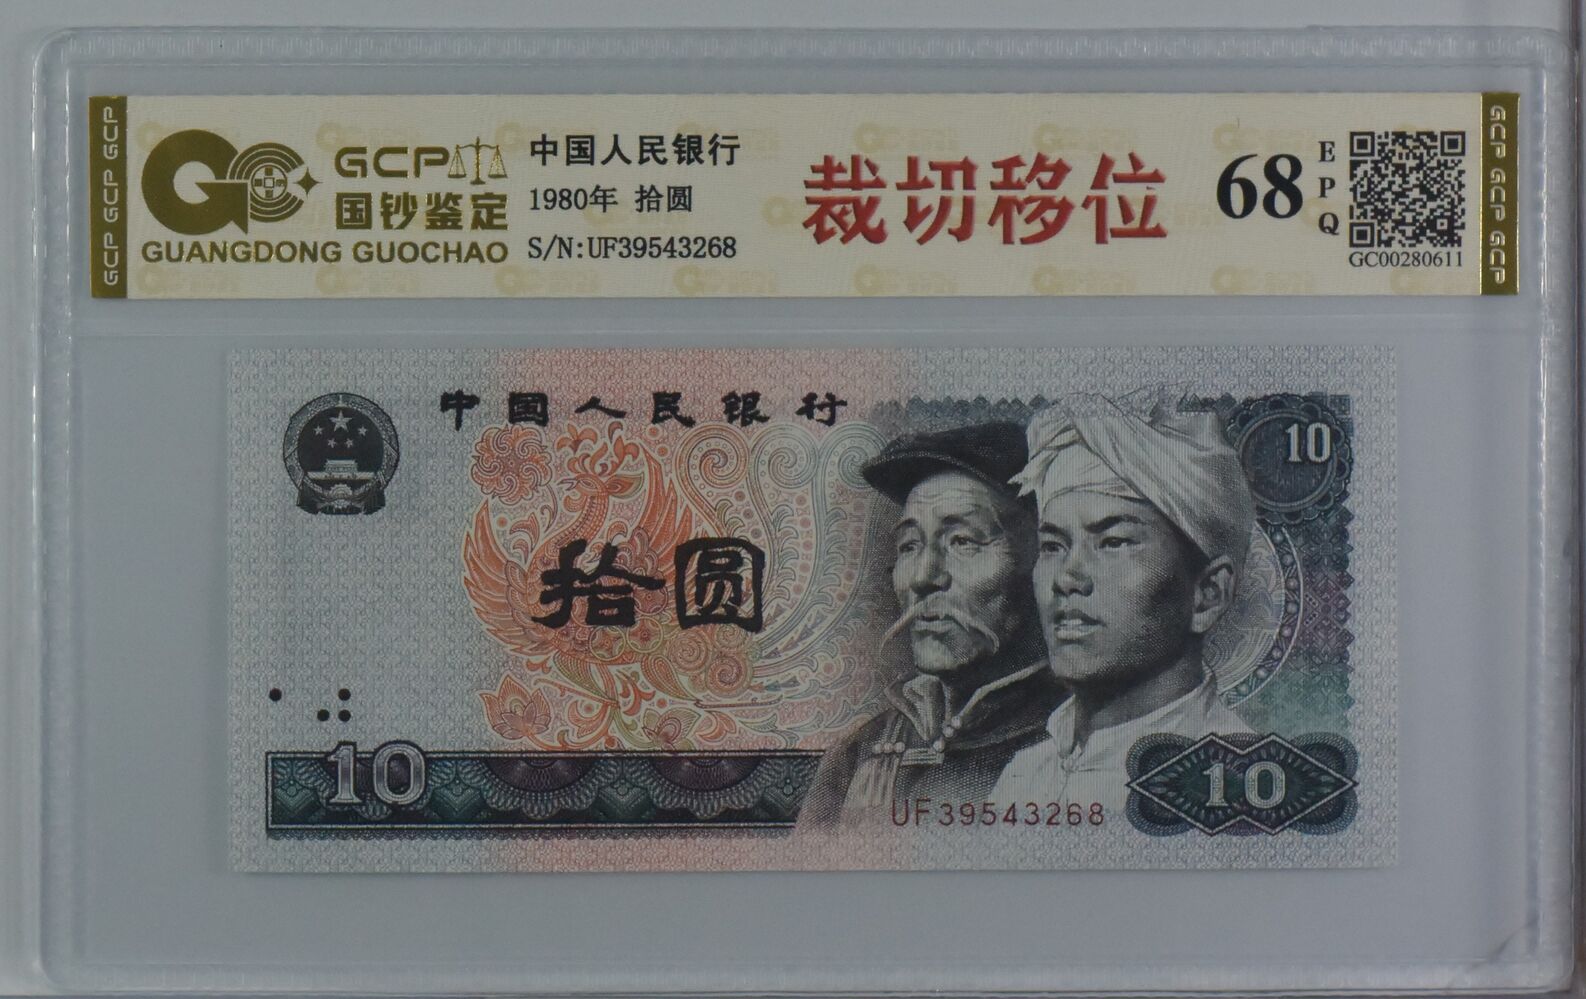 GCP GCP GCP
GCP
国钞鉴定
GUANGDONG GUOCHAO
中国人民银行
1980年 拾圆
S/N:UF39543268
裁切移位
68
EPQ
GC00280611
GCP GCP GCP
中国人民银行
10
拾圆
10
10
UF39543268